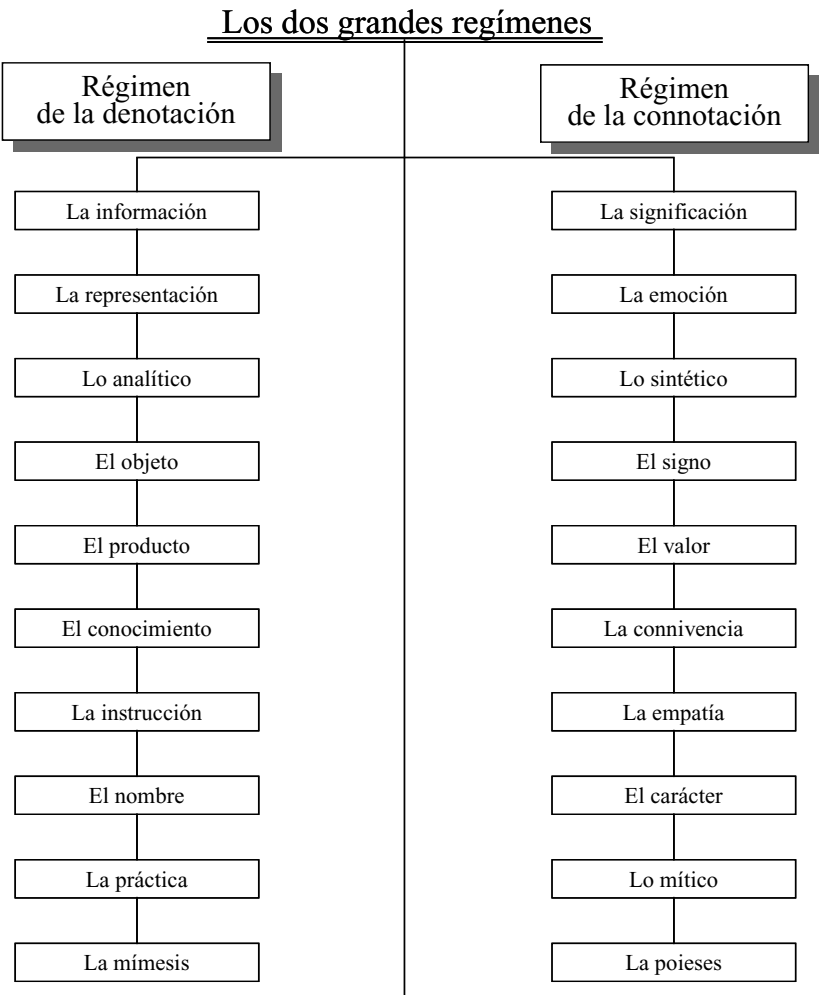 Los dos grandes regímenes
Régimen
de la denotación
La información
La representación
Lo analítico
El objeto
El producto
El conocimiento
La instrucción
El nombre
La práctica
La mímesis
Régimen
de la connotación
La significación
La emoción
Lo sintético
El signo
El valor
La connivencia
La empatía
El carácter
Lo mítico
La poieses